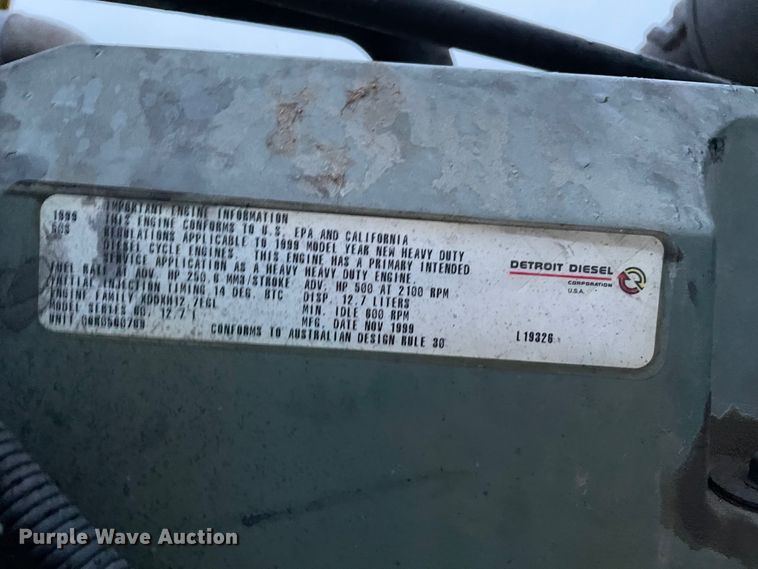 1999 IMPORTANT ENGINE INFORMATION
THIS ENGINE CONFORMS TO U.S. EPA AND CALIFORNIA
REGULATIONS APPLICABLE TO 1999 MODEL YEAR NEW HEAVY DUTY
DIESEL CYCLE ENGINES. THIS ENGINE HAS A PRIMARY INTENDED
SERVICE APPLICATION AS A HEAVY HEAVY DUTY ENGINE.
FUEL RATE AT ADV. HP 250.6 MM3/STROKE ADV. HP 500 AT 2100 RPM
INITIAL INJECTION TIMING 14 DEG. BTC DISP. 12.7 LITERS
ENGINE FAMILY XDDXH12.7EGL MIN. IDLE 600 RPM
12.7 L MFG. DATE NOV 1999
UNIT
CONFORMS TO AUSTRALIAN DESIGN RULE 30
DETROIT DIESEL
CORPORATION
U.S.A.
L19326
Purple Wave Auction